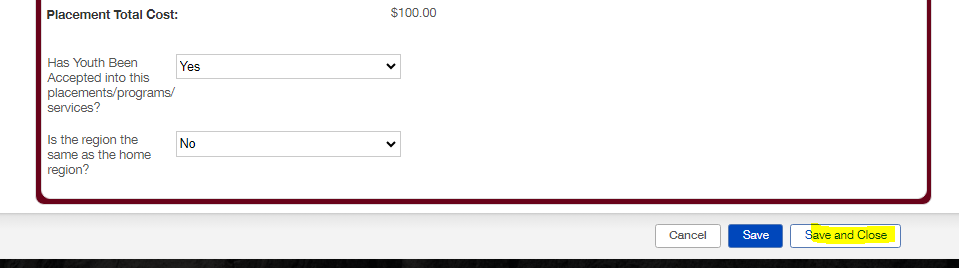 Placement Total Cost: $100.00
Has Youth Been
Accepted into this
placements/programs/
services?
Yes
Is the region the
same as the home
region?
No
Cancel Save Save and Close